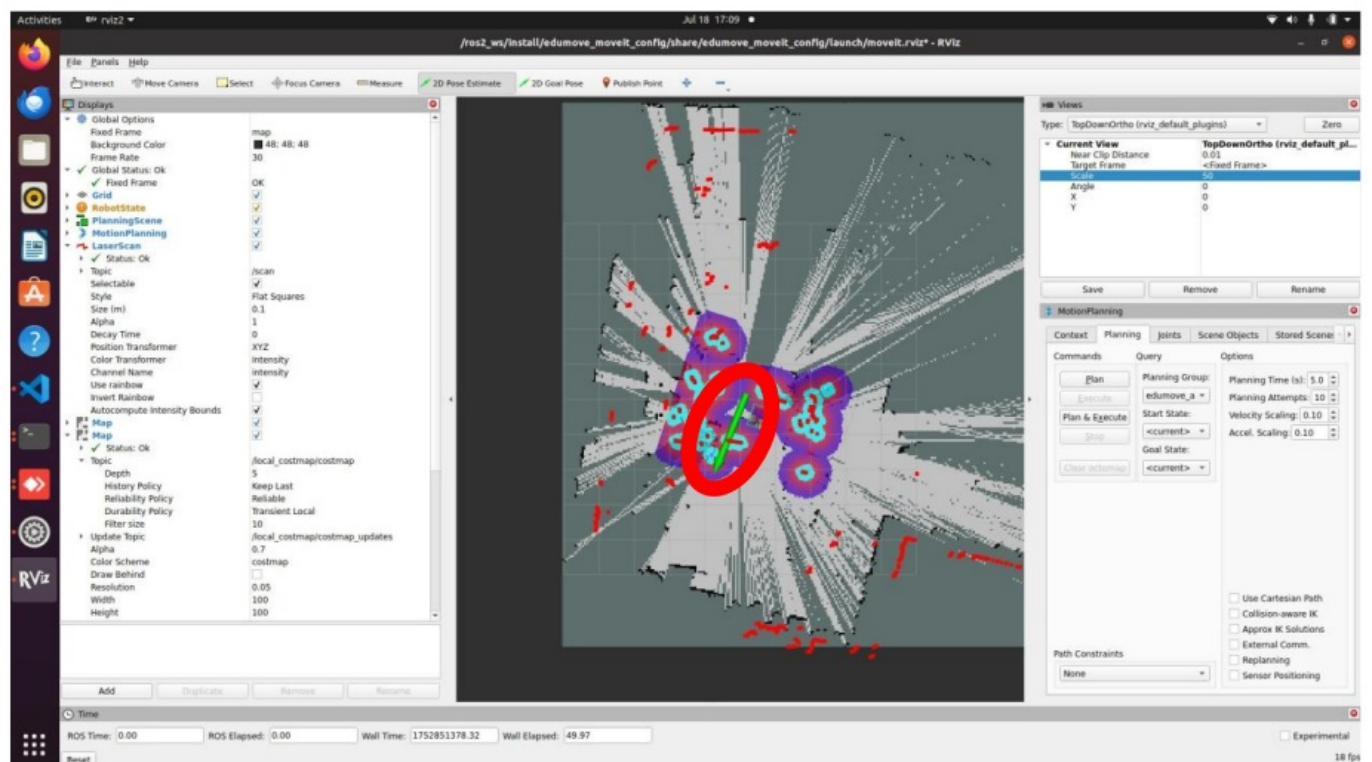 Activities rviz2 Jul 18 17:09
/ros2_ws/install/edumove_moveit_config/share/edumove_moveit_config/launch/moveit.rviz* - RViz
File Panels Help
Interact Move Camera Select Focus Camera Measure 2D Pose Estimate 2D Goal Pose Publish Point
Displays
Global Options
Fixed Frame map
Background Color 48; 48; 48
Frame Rate 30
Global Status: Ok
Fixed Frame OK
Grid
RobotState
PlanningScene
MotionPlanning
LaserScan
Status: Ok
Topic /scan
Selectable
Style Flat Squares
Size (m) 0.1
Alpha 1
Decay Time 0
Position Transformer XYZ
Color Transformer Intensity
Channel Name intensity
Use rainbow
Invert Rainbow
Autocompute Intensity Bounds
Map
Map
Status: Ok
Topic /local_costmap/costmap
Depth 5
History Policy Keep Last
Reliability Policy Reliable
Durability Policy Transient Local
Filter size 10
Update Topic /local_costmap/costmap_updates
Alpha 0.7
Color Scheme costmap
Draw Behind
Resolution 0.05
Width 100
Height 100
Add Duplicate Remove Rename
Views
Type: TopDownOrtho (rviz_default_plugins) Zero
Current View TopDownOrtho (rviz_default_pl...
Near Clip Distance 0.01
Target Frame <Fixed Frame>
Scale 50
Angle 0
X 0
Y 0
Save Remove Rename
MotionPlanning
Context Planning Joints Scene Objects Stored Scene
Commands Query Options
Plan Planning Group: Planning Time (s): 5.0
Execute edumove_a Planning Attempts: 10
Plan & Execute Start State: Velocity Scaling: 0.10
Stop <current> Accel. Scaling: 0.10
Goal State:
Clear octomap <current>
Use Cartesian Path
Collision-aware IK
Approx IK Solutions
External Comm.
Path Constraints Replanning
None Sensor Positioning
RViz
Time
ROS Time: 0.00 ROS Elapsed: 0.00 Wall Time: 1752851378.32 Wall Elapsed: 49.97 Experimental
Reset 18 fps